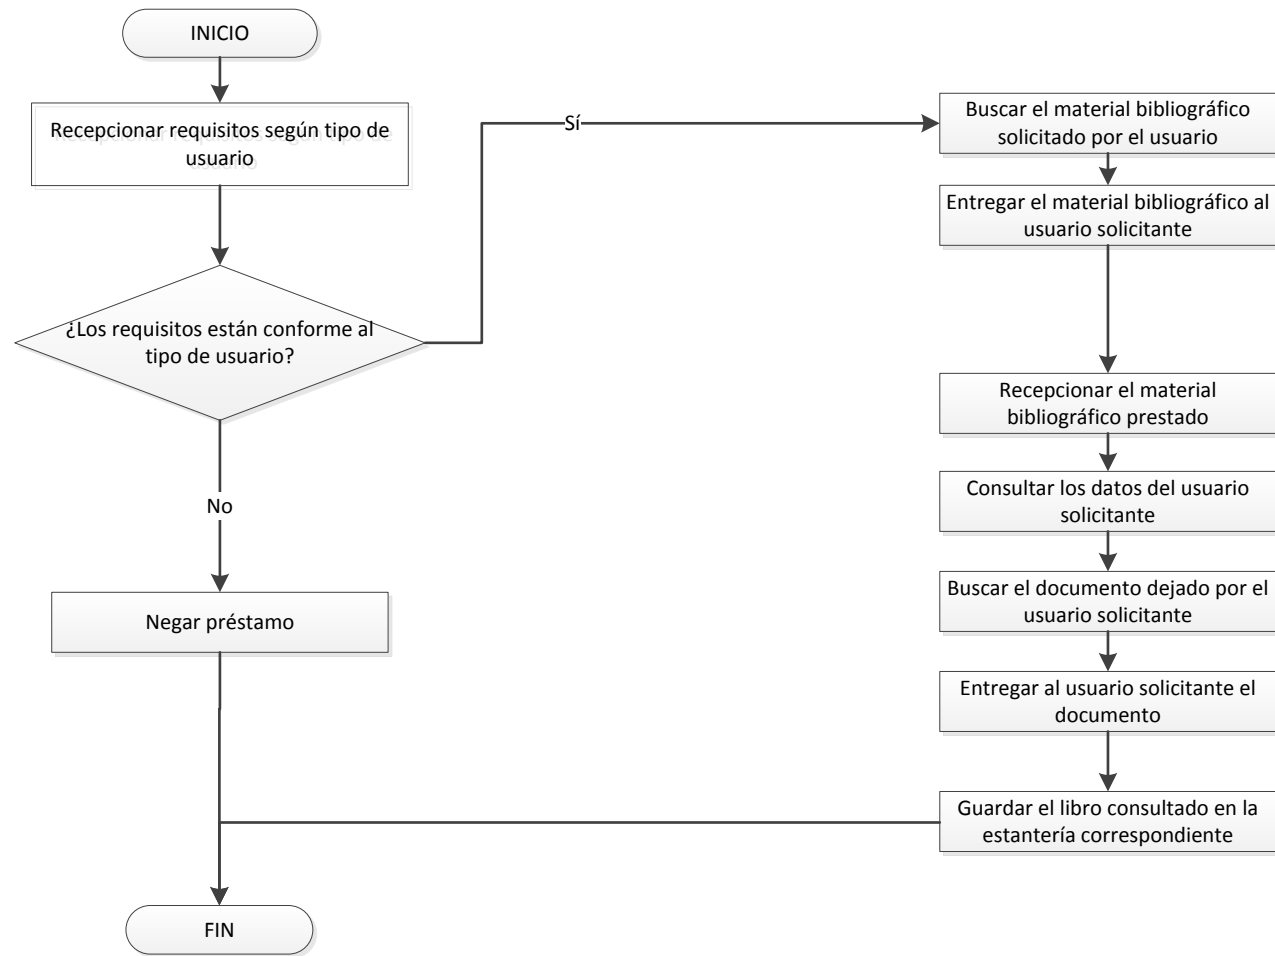 INICIO
Recepcionar requisitos según tipo de
usuario
¿Los requisitos están conforme al
tipo de usuario?
No
Negar préstamo
Sí
Buscar el material bibliográfico
solicitado por el usuario
Entregar el material bibliográfico al
usuario solicitante
Recepcionar el material
bibliográfico prestado
Consultar los datos del usuario
solicitante
Buscar el documento dejado por el
usuario solicitante
Entregar al usuario solicitante el
documento
Guardar el libro consultado en la
estantería correspondiente
FIN